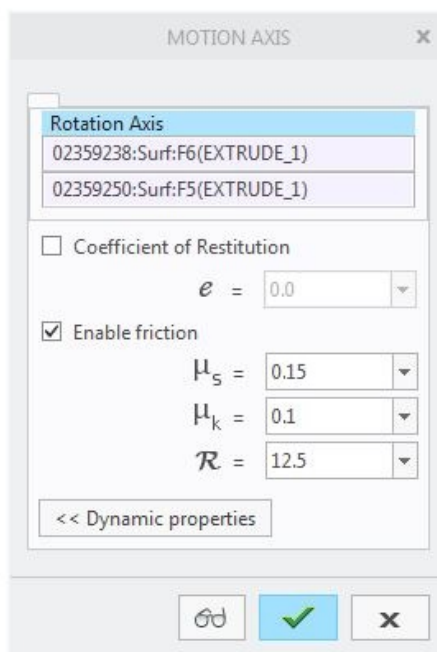 MOTION AXIS
Rotation Axis
02359238:Surf:F6(EXTRUDE_1)
02359250:Surf:F5(EXTRUDE_1)
Coefficient of Restitution
e = 0.0
Enable friction
μs = 0.15
μk = 0.1
R = 12.5
<< Dynamic properties